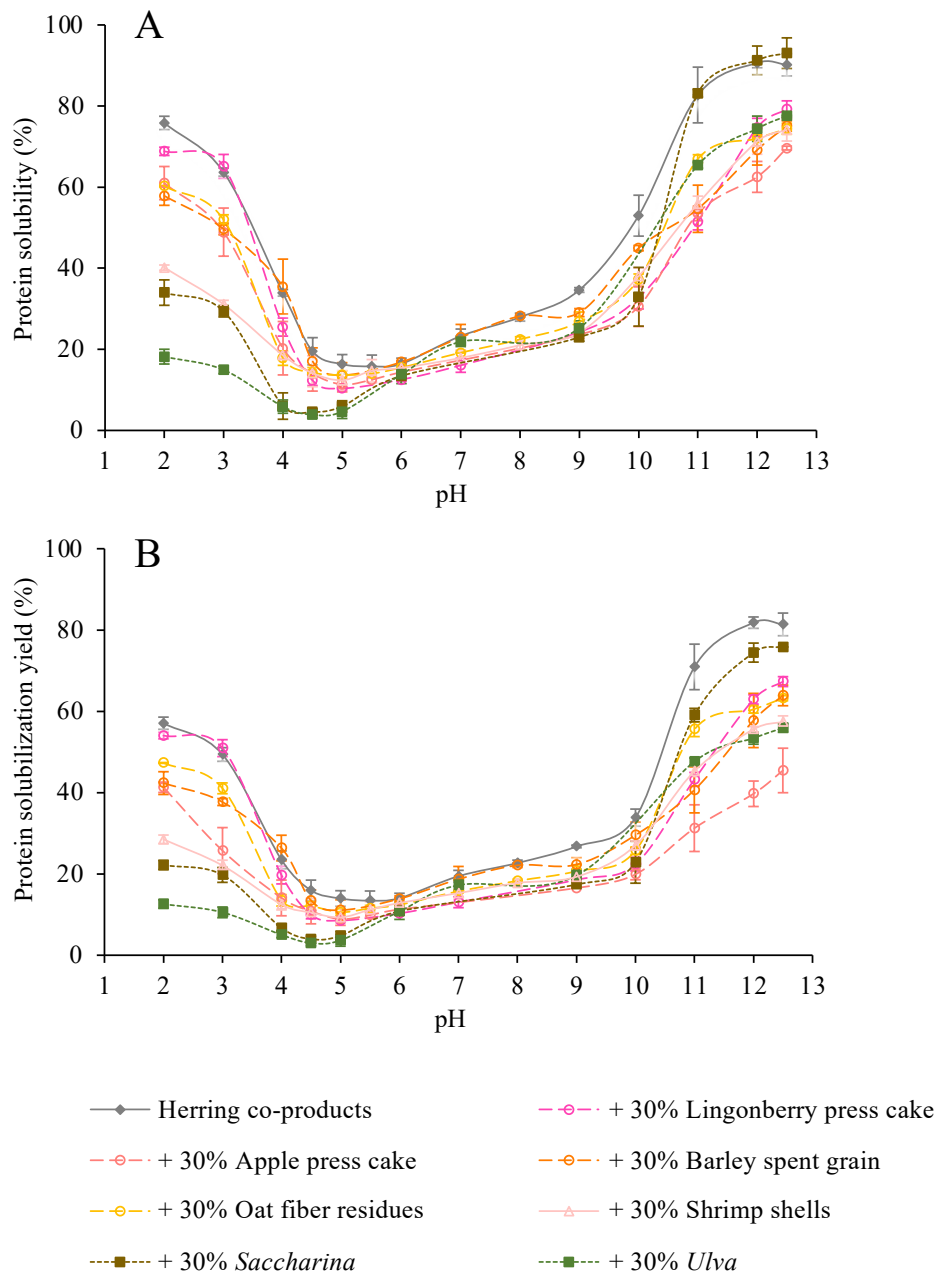 A
Protein solubility (%)
100
80
60
40
20
0
1 2 3 4 5 6 7 8 9 10 11 12 13
pH
B
Protein solubilization yield (%)
100
80
60
40
20
0
1 2 3 4 5 6 7 8 9 10 11 12 13
pH
Herring co-products
+ 30% Lingonberry press cake
+ 30% Apple press cake
+ 30% Barley spent grain
+ 30% Oat fiber residues
+ 30% Shrimp shells
+ 30% Saccharina
+ 30% Ulva